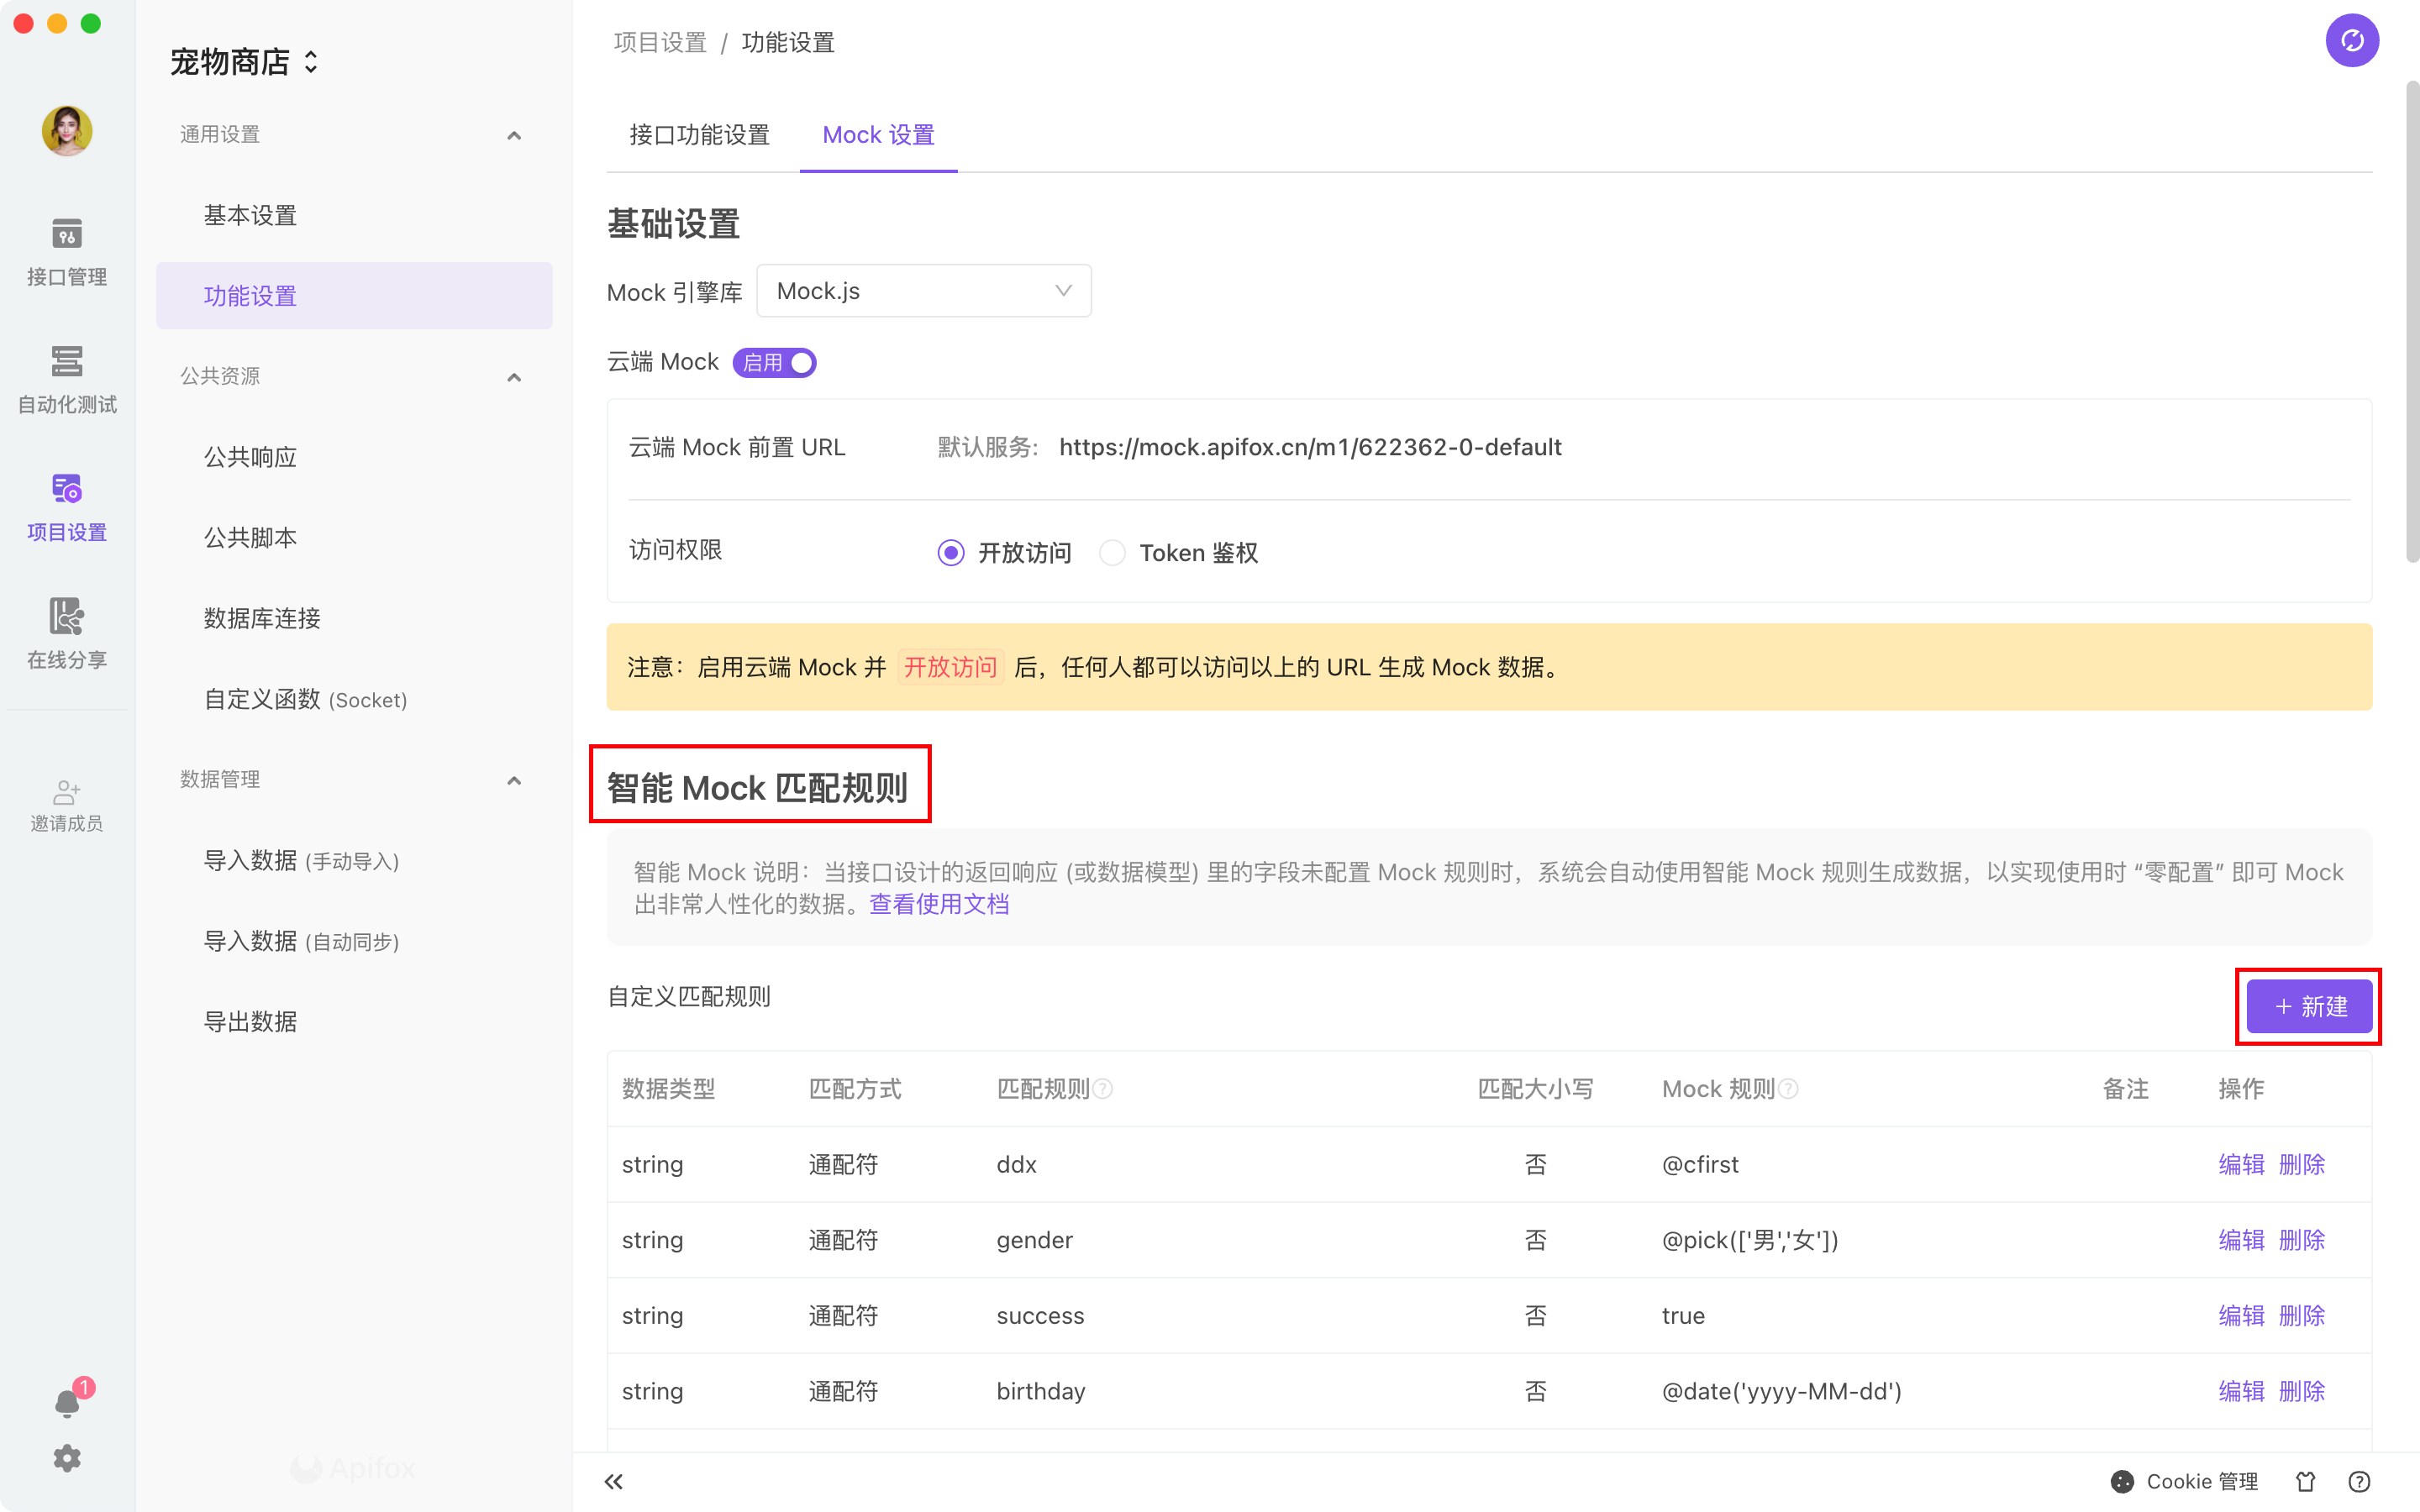 宠物商店
接口管理
自动化测试
项目设置
在线分享
邀请成员
1
通用设置
基本设置
功能设置
公共资源
公共响应
公共脚本
数据库连接
自定义函数 (Socket)
数据管理
导入数据 (手动导入)
导入数据 (自动同步)
导出数据
Apifox
项目设置 / 功能设置
接口功能设置 Mock 设置
基础设置
Mock 引擎库 Mock.js
云端 Mock 启用
云端 Mock 前置 URL 默认服务: https://mock.apifox.cn/m1/622362-0-default
访问权限 开放访问 Token 鉴权
注意：启用云端 Mock 并 开放访问 后，任何人都可以访问以上的 URL 生成 Mock 数据。
智能 Mock 匹配规则
智能 Mock 说明：当接口设计的返回响应 (或数据模型) 里的字段未配置 Mock 规则时，系统会自动使用智能 Mock 规则生成数据，以实现使用时 “零配置” 即可 Mock
出非常人性化的数据。查看使用文档
自定义匹配规则 + 新建
数据类型 匹配方式 匹配规则 匹配大小写 Mock 规则 备注 操作
string 通配符 ddx 否 @cfirst 编辑 删除
string 通配符 gender 否 @pick(['男','女']) 编辑 删除
string 通配符 success 否 true 编辑 删除
string 通配符 birthday 否 @date('yyyy-MM-dd') 编辑 删除
Cookie 管理